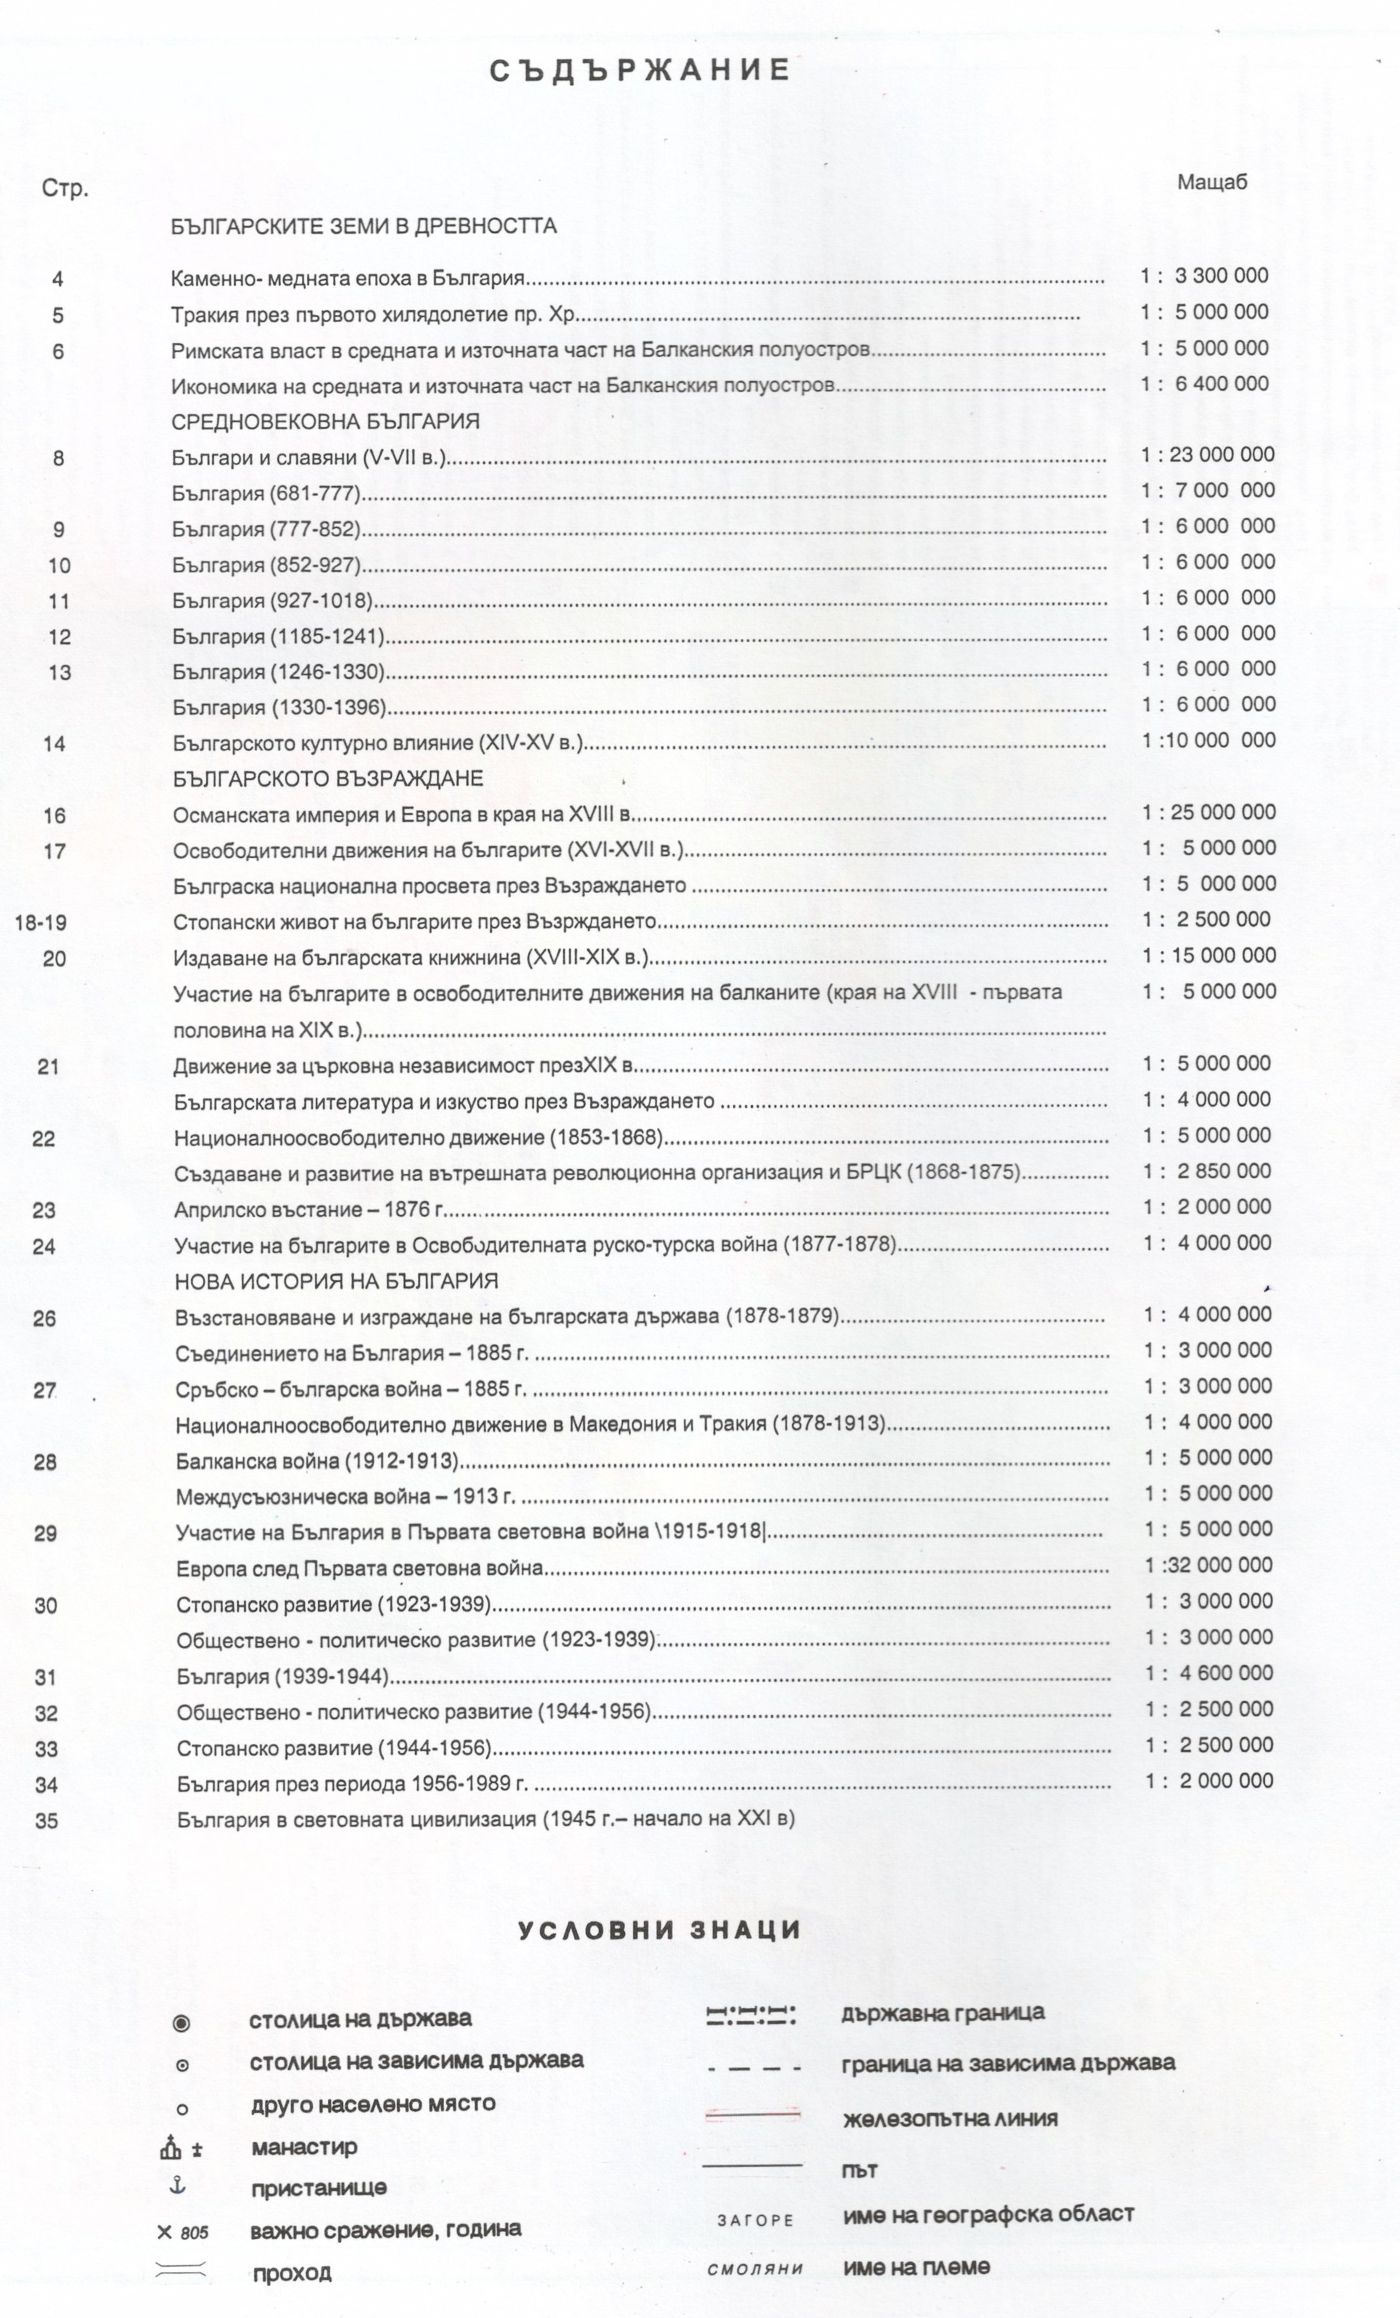 СЪДЪРЖАНИЕ
Стр. Мащаб
БЪЛГАРСКИТЕ ЗЕМИ В ДРЕВНОСТТА
4 Каменно- медната епоха в България 1 : 3 300 000
5 Тракия през първото хилядолетие пр. Хр 1 : 5 000 000
6 Римската власт в средната и източната част на Балканския полуостров 1 : 5 000 000
Икономика на средната и източната част на Балканския полуостров 1 : 6 400 000
СРЕДНОВЕКОВНА БЪЛГАРИЯ
8 Българи и славяни (V-VII в.) 1 : 23 000 000
България (681-777) 1 : 7 000 000
9 България (777-852) 1 : 6 000 000
10 България (852-927) 1 : 6 000 000
11 България (927-1018) 1 : 6 000 000
12 България (1185-1241) 1 : 6 000 000
13 България (1246-1330) 1 : 6 000 000
България (1330-1396) 1 : 6 000 000
14 Българското културно влияние (XIV-XV в.) 1 :10 000 000
БЪЛГАРСКОТО ВЪЗРАЖДАНЕ
16 Османската империя и Европа в края на XVIII в. 1 : 25 000 000
17 Освободителни движения на българите (XVI-XVII в.) 1 : 5 000 000
Бълграска национална просвета през Възраждането 1 : 5 000 000
18-19 Стопански живот на българите през Възрждането 1 : 2 500 000
20 Издаване на българската книжнина (XVIII-XIX в.) 1 : 15 000 000
Участие на българите в освободителните движения на балканите (края на XVIII - първата 1 : 5 000 000
половина на XIX в.)
21 Движение за църковна независимост презXIX в. 1 : 5 000 000
Българската литература и изкуство през Възраждането 1 : 4 000 000
22 Националноосвободително движение (1853-1868) 1 : 5 000 000
Създаване и развитие на вътрешната революционна организация и БРЦК (1868-1875) 1 : 2 850 000
23 Априлско въстание – 1876 г. 1 : 2 000 000
24 Участие на българите в Освободителната руско-турска война (1877-1878) 1 : 4 000 000
НОВА ИСТОРИЯ НА БЪЛГАРИЯ
26 Възстановяване и изграждане на българската държава (1878-1879) 1 : 4 000 000
Съединението на България – 1885 г. 1 : 3 000 000
27 Сръбско – българска война – 1885 г. 1 : 3 000 000
Националноосвободително движение в Македония и Тракия (1878-1913) 1 : 4 000 000
28 Балканска война (1912-1913) 1 : 5 000 000
Междусъюзническа война – 1913 г. 1 : 5 000 000
29 Участие на България в Първата световна война \1915-1918| 1 : 5 000 000
Европа след Първата световна война 1 :32 000 000
30 Стопанско развитие (1923-1939) 1 : 3 000 000
Обществено - политическо развитие (1923-1939) 1 : 3 000 000
31 България (1939-1944) 1 : 4 600 000
32 Обществено - политическо развитие (1944-1956) 1 : 2 500 000
33 Стопанско развитие (1944-1956) 1 : 2 500 000
34 България през периода 1956-1989 г. 1 : 2 000 000
35 България в световната цивилизация (1945 г.– начало на XXI в)
УСЛОВНИ ЗНАЦИ
столица на държава
столица на зависима държава
друго населено място
манастир
пристанище
× 805 важно сражение, година
проход
държавна граница
граница на зависима държава
железопътна линия
път
ЗАГОРЕ име на географска област
СМОЛЯНИ име на племе